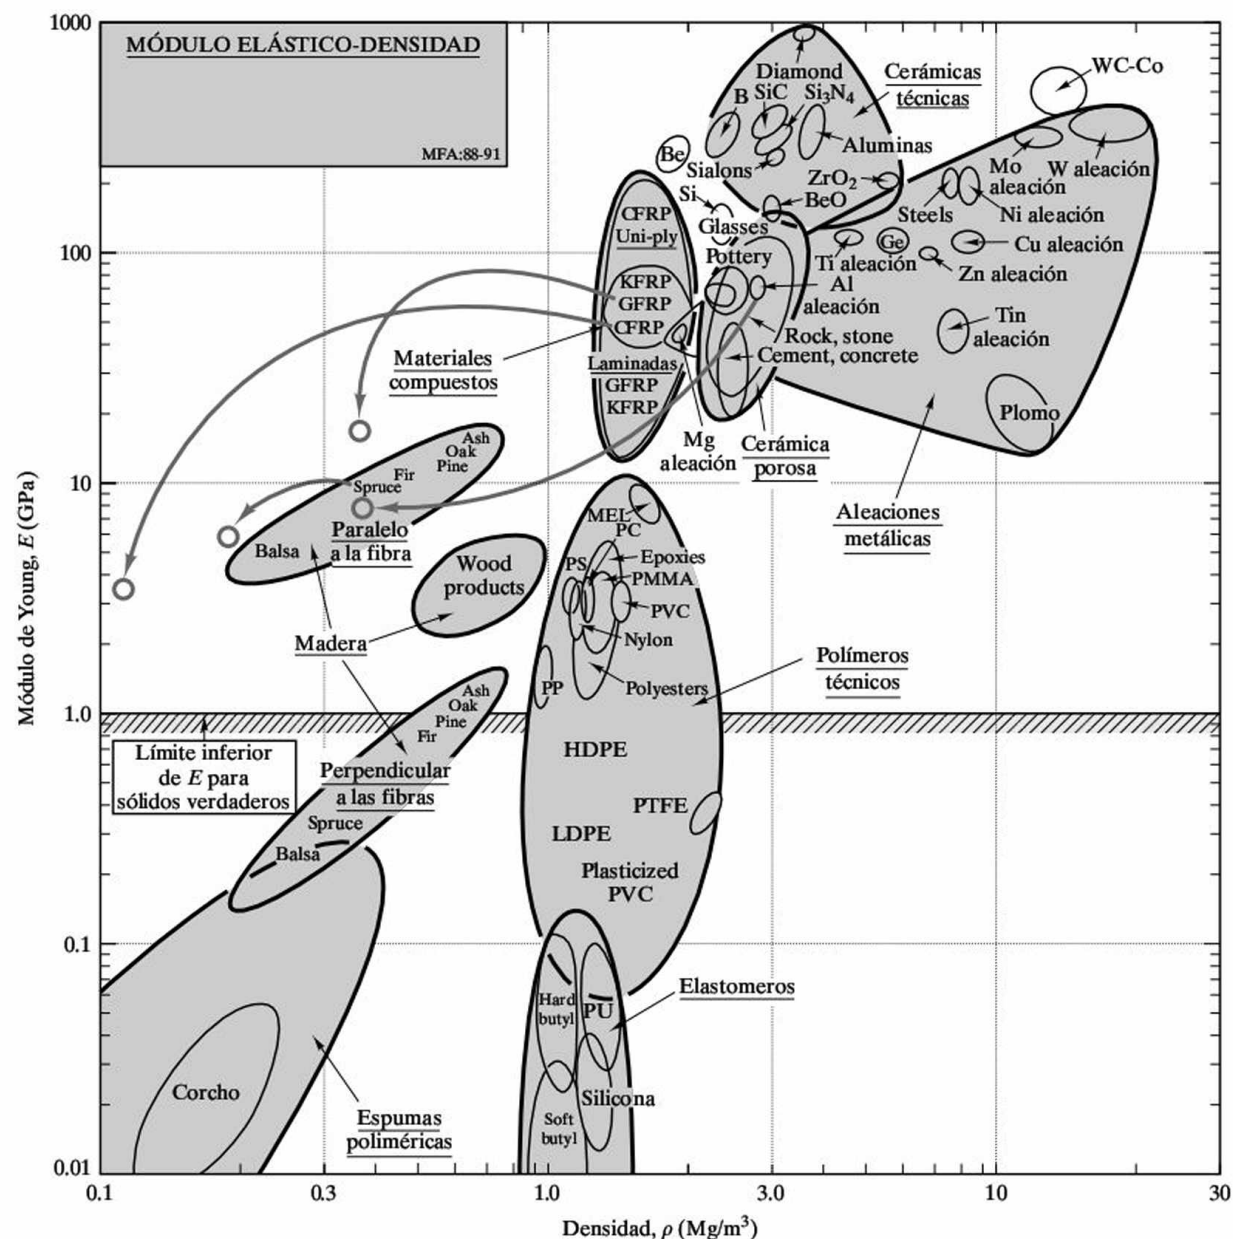 1000
MÓDULO ELÁSTICO-DENSIDAD
MFA:88-91
Diamond
B
SiC
Si3N4
Cerámicas
técnicas
WC-Co
Be
Sialons
Aluminas
Mo
aleación
W aleación
ZrO2
Si
BeO
Steels
Ni aleación
CFRP
Uni-ply
Glasses
Pottery
Ge
Cu aleación
100
Ti aleación
Zn aleación
KFRP
GFRP
CFRP
Al
aleación
Tin
aleación
Rock, stone
Cement, concrete
Materiales
compuestos
Laminadas
GFRP
KFRP
Mg
aleación
Cerámica
porosa
Plomo
Ash
Oak
Pine
Fir
Spruce
10
Aleaciones
metálicas
MEL
PC
Paralelo
a la fibra
Balsa
Wood
products
PS
Epoxies
PMMA
PVC
Nylon
Madera
Polímeros
técnicos
PP
Polyesters
Ash
Oak
Pine
Fir
1.0
Límite inferior
de E para
sólidos verdaderos
HDPE
Perpendicular
a las fibras
PTFE
Spruce
LDPE
Balsa
Plasticized
PVC
0.1
Elastomeros
Hard
butyl
PU
Corcho
Silicona
Espumas
poliméricas
Soft
butyl
0.01
0.1
0.3
1.0
3.0
10
30
Densidad, ρ (Mg/m3)
Módulo de Young, E (GPa)